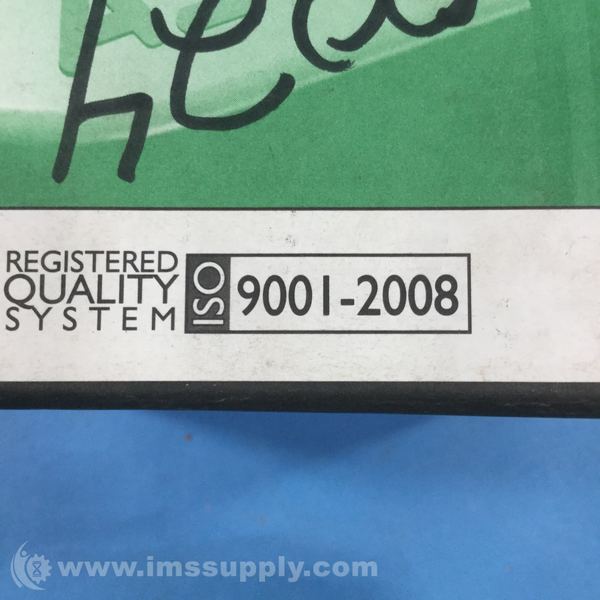 REGISTERED
QUALITY
SYSTEM
ISO
9001-2008
www.imssupply.com